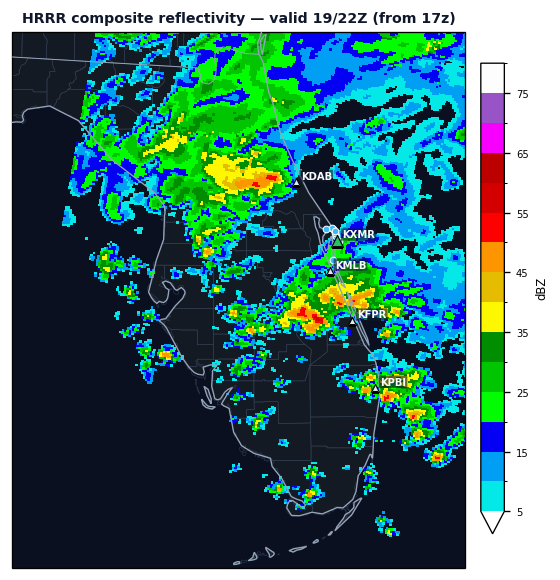 HRRR composite reflectivity — valid 19/22Z (from 17z)
KDAB
KXMR
KMLB
KFPR
KPBI
75
65
55
45
35
25
15
5
dBZ